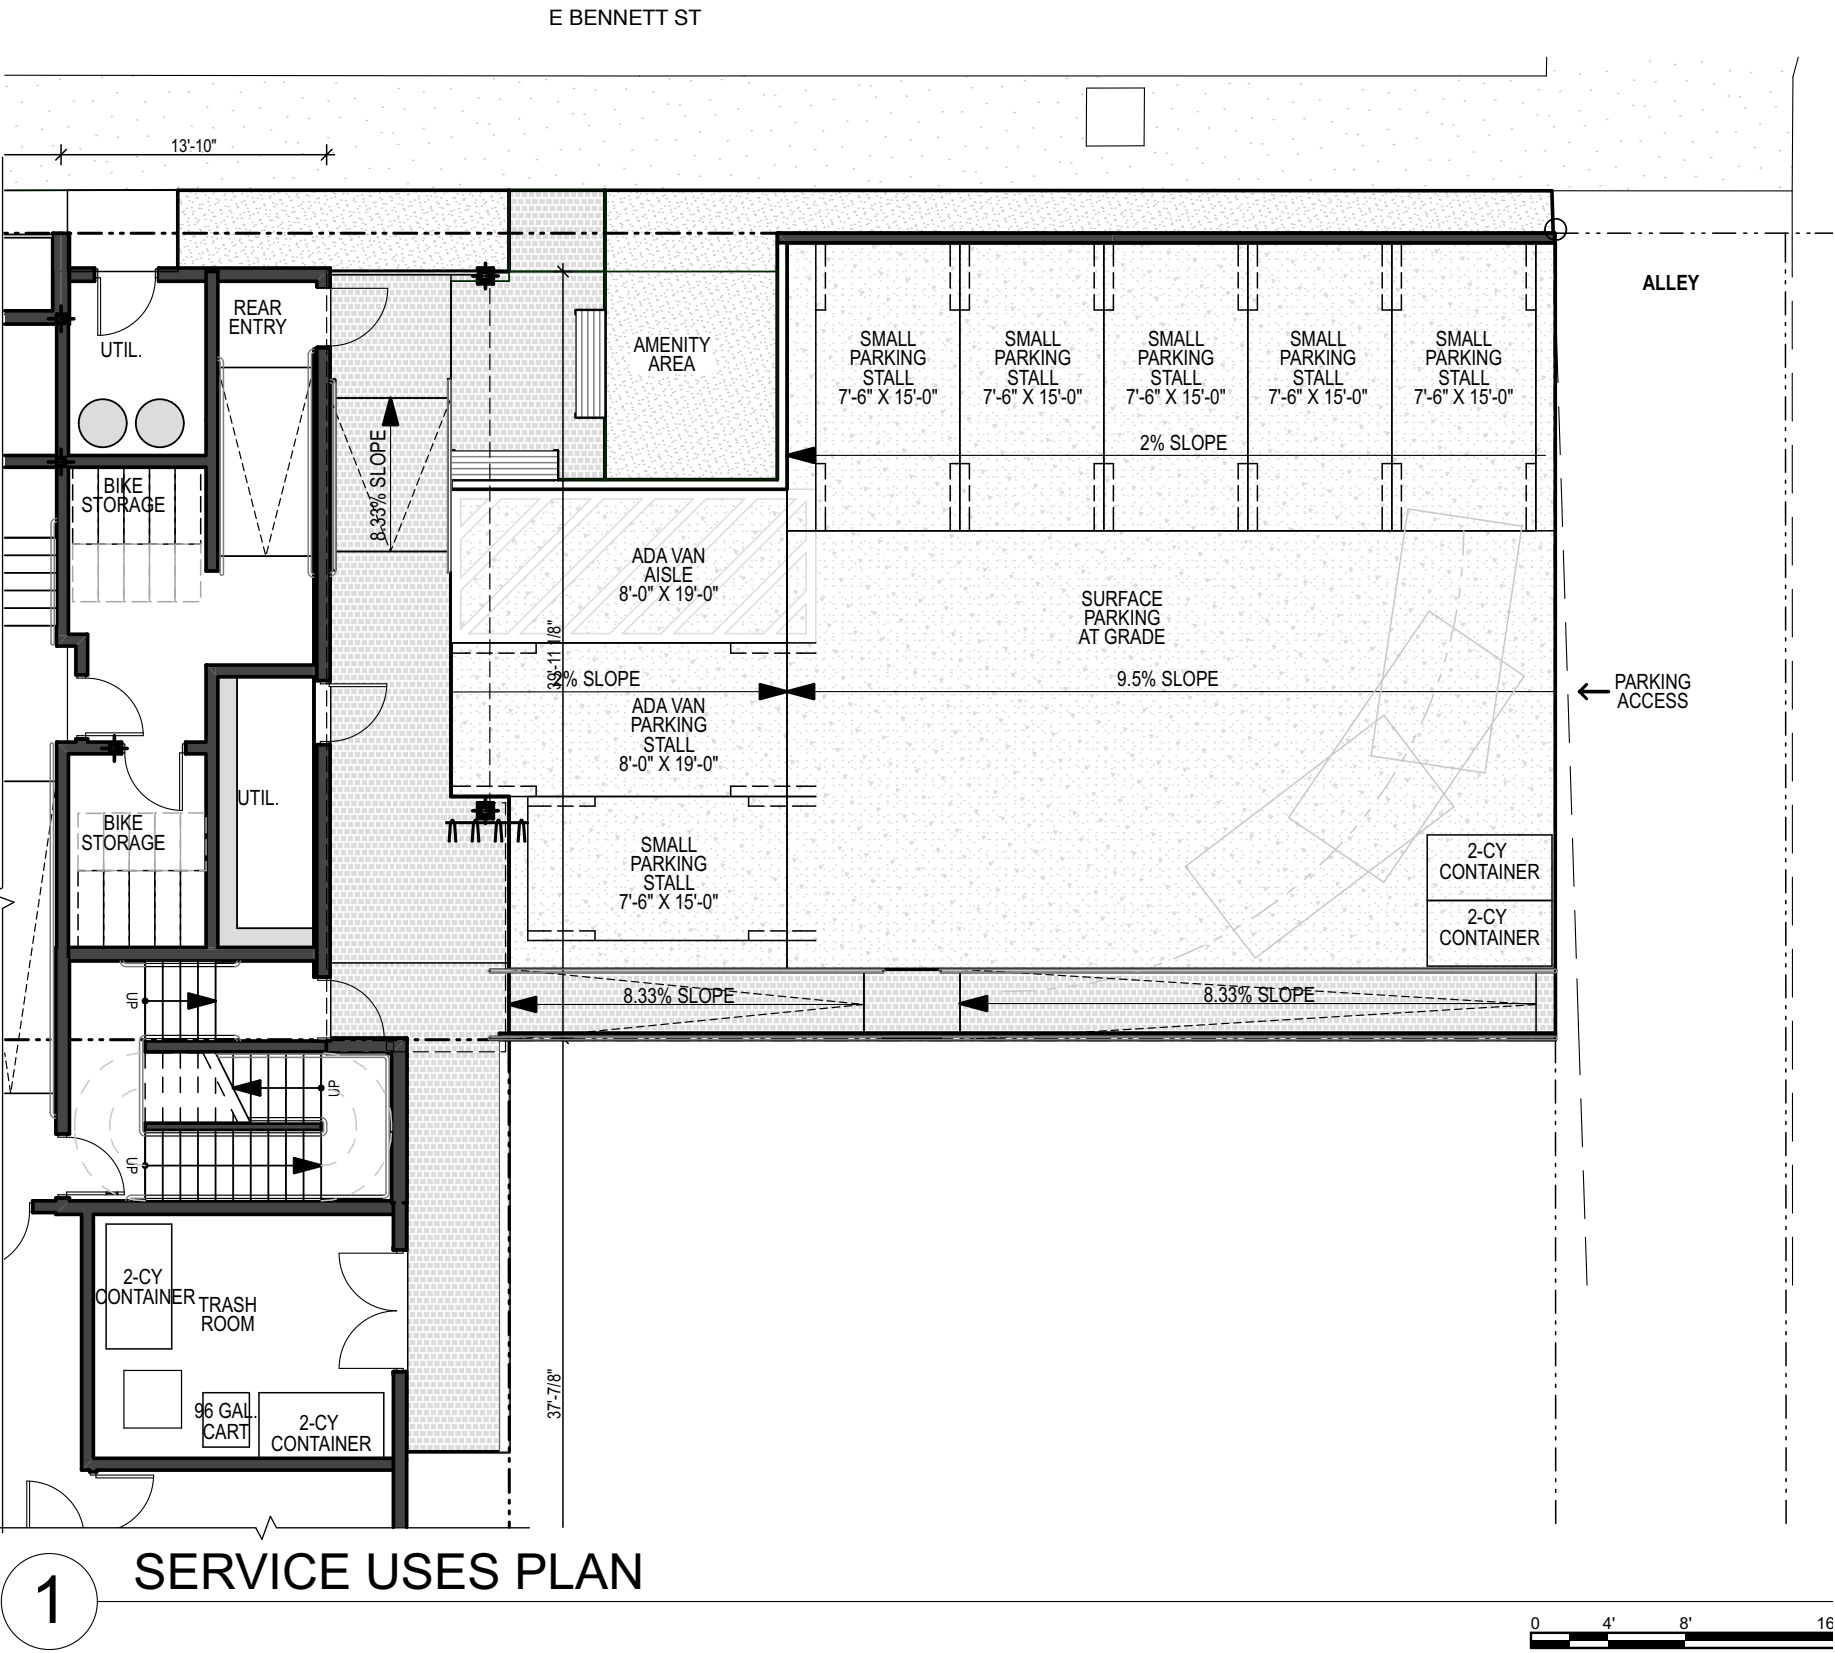 E BENNETT ST
13'-10"
ALLEY
REAR
ENTRY
UTIL.
AMENITY
AREA
SMALL
PARKING
STALL
7'-6" X 15'-0"
SMALL
PARKING
STALL
7'-6" X 15'-0"
SMALL
PARKING
STALL
7'-6" X 15'-0"
SMALL
PARKING
STALL
7'-6" X 15'-0"
SMALL
PARKING
STALL
7'-6" X 15'-0"
2% SLOPE
8.33% SLOPE
BIKE
STORAGE
ADA VAN
AISLE
8'-0" X 19'-0"
SURFACE
PARKING
AT GRADE
2% SLOPE
9.5% SLOPE
PARKING
ACCESS
ADA VAN
PARKING
STALL
8'-0" X 19'-0"
UTIL.
BIKE
STORAGE
SMALL
PARKING
STALL
7'-6" X 15'-0"
2-CY
CONTAINER
2-CY
CONTAINER
8.33% SLOPE
8.33% SLOPE
UP
UP
UP
2-CY
CONTAINER
TRASH
ROOM
96 GAL.
CART
2-CY
CONTAINER
37'-7/8"
1
SERVICE USES PLAN
0
4'
8'
16